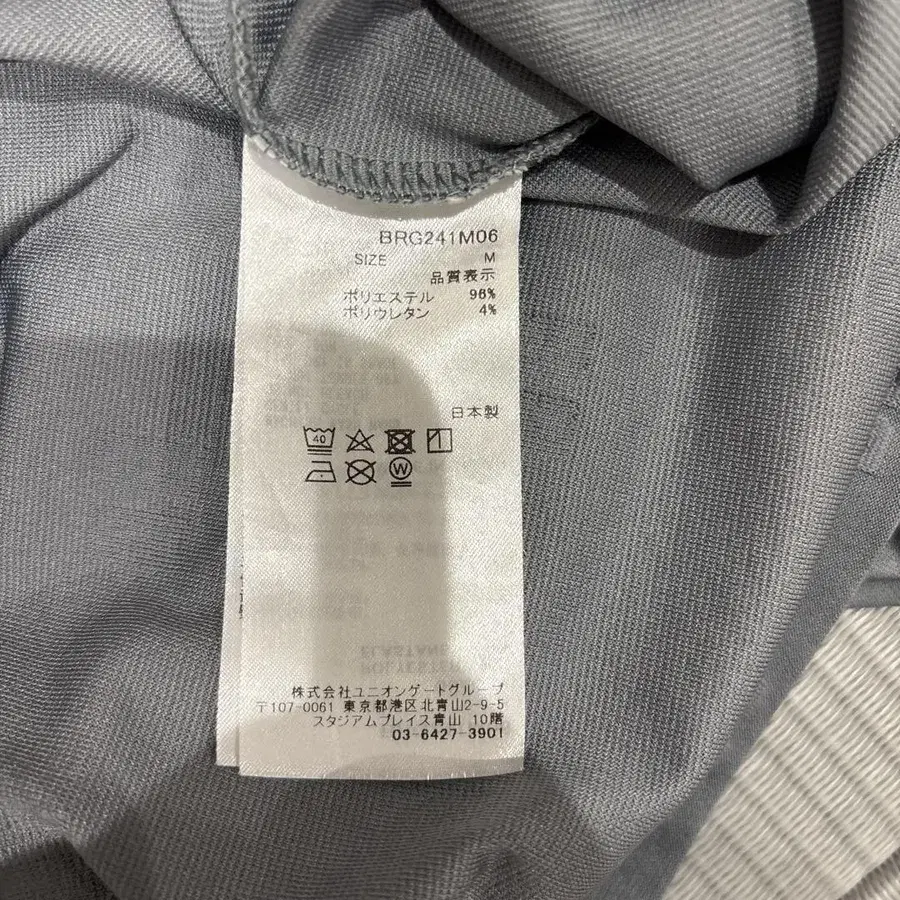 BRG241M06
SIZE M
品質表示
ポリエステル 96%
ポリウレタン 4%
日本製
40
W
ELASTANE
POLYESTER
株式会社ユニオンゲートグループ
〒107-0061 東京都港区北青山2-9-5
スタジアムプレイス青山 10階
03-6427-3901